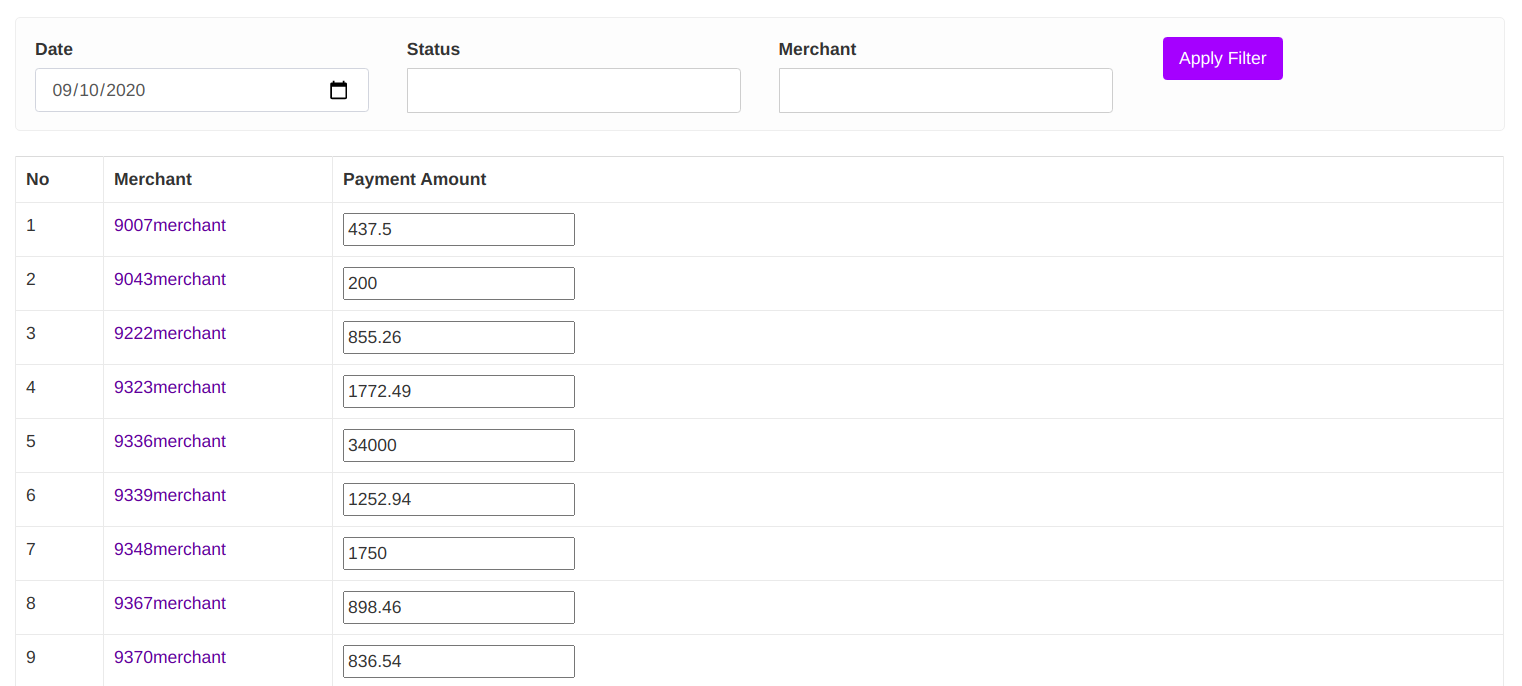 Date Status Merchant Apply Filter
09/10/2020
No Merchant Payment Amount
1 9007merchant 437.5
2 9043merchant 200
3 9222merchant 855.26
4 9323merchant 1772.49
5 9336merchant 34000
6 9339merchant 1252.94
7 9348merchant 1750
8 9367merchant 898.46
9 9370merchant 836.54